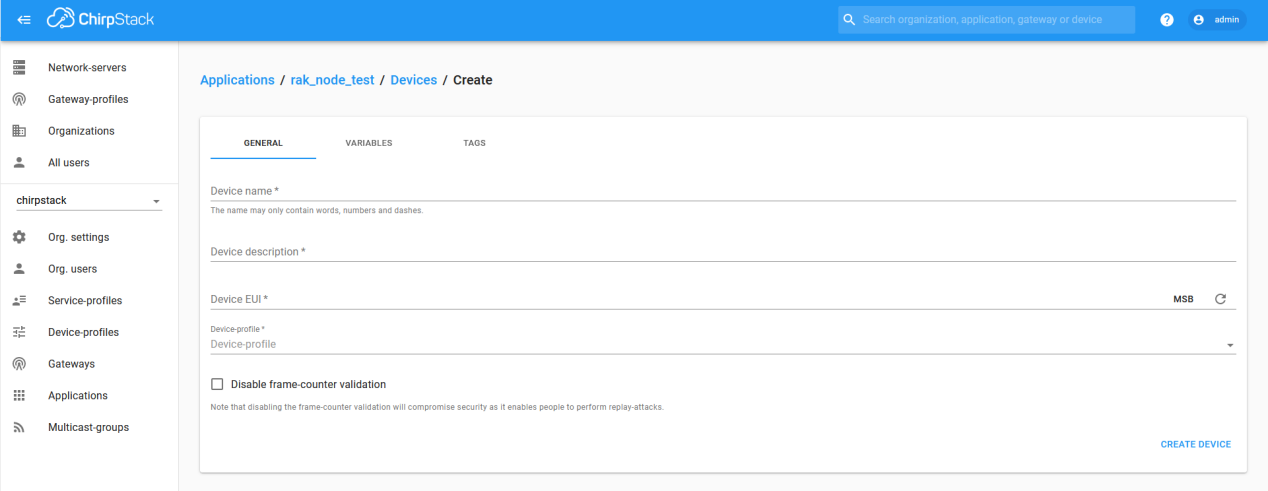 ChirpStack
Search organization, application, gateway or device
?
admin
Network-servers
Gateway-profiles
Organizations
All users
chirpstack
Org. settings
Org. users
Service-profiles
Device-profiles
Gateways
Applications
Multicast-groups
Applications / rak_node_test / Devices / Create
GENERAL VARIABLES TAGS
Device name *
The name may only contain words, numbers and dashes.
Device description *
Device EUI * MSB
Device-profile *
Device-profile
Disable frame-counter validation
Note that disabling the frame-counter validation will compromise security as it enables people to perform replay-attacks.
CREATE DEVICE